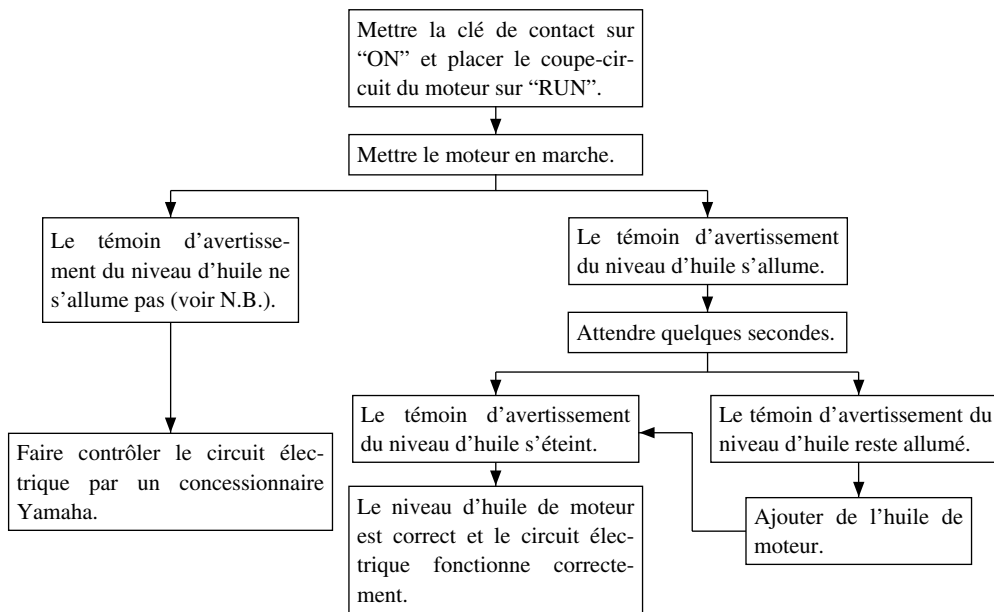 Mettre la clé de contact sur
“ON” et placer le coupe-cir-
cuit du moteur sur “RUN”.
Mettre le moteur en marche.
Le témoin d’avertisse-
ment du niveau d’huile ne
s’allume pas (voir N.B.).
Le témoin d’avertissement
du niveau d’huile s’allume.
Attendre quelques secondes.
Le témoin d’avertissement
du niveau d’huile s’éteint.
Le témoin d’avertissement du
niveau d’huile reste allumé.
Faire contrôler le circuit élec-
trique par un concessionnaire
Yamaha.
Le niveau d’huile de moteur
est correct et le circuit élec-
trique fonctionne correcte-
ment.
Ajouter de l’huile de
moteur.